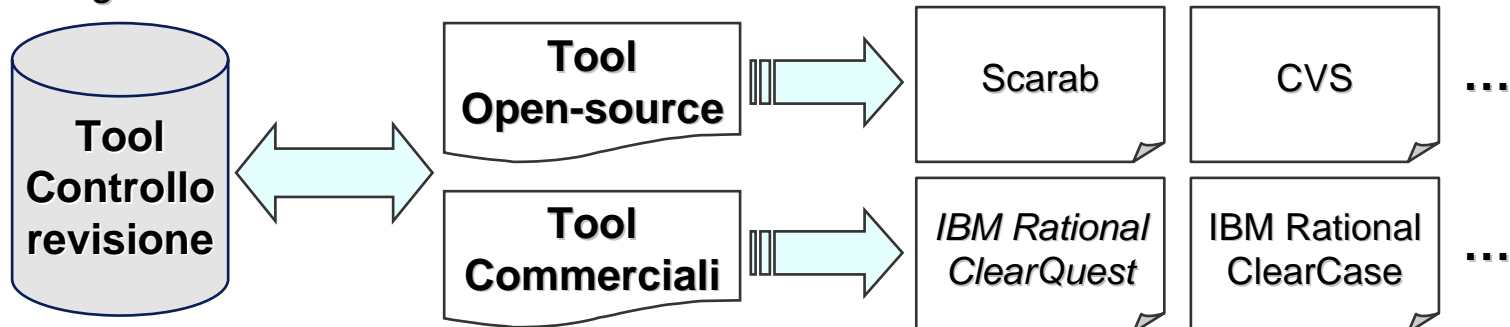 Tool
Controllo
revisione
Tool
Open-source
Scarab
CVS
...
Tool
Commerciali
IBM Rational
ClearQuest
IBM Rational
ClearCase
...